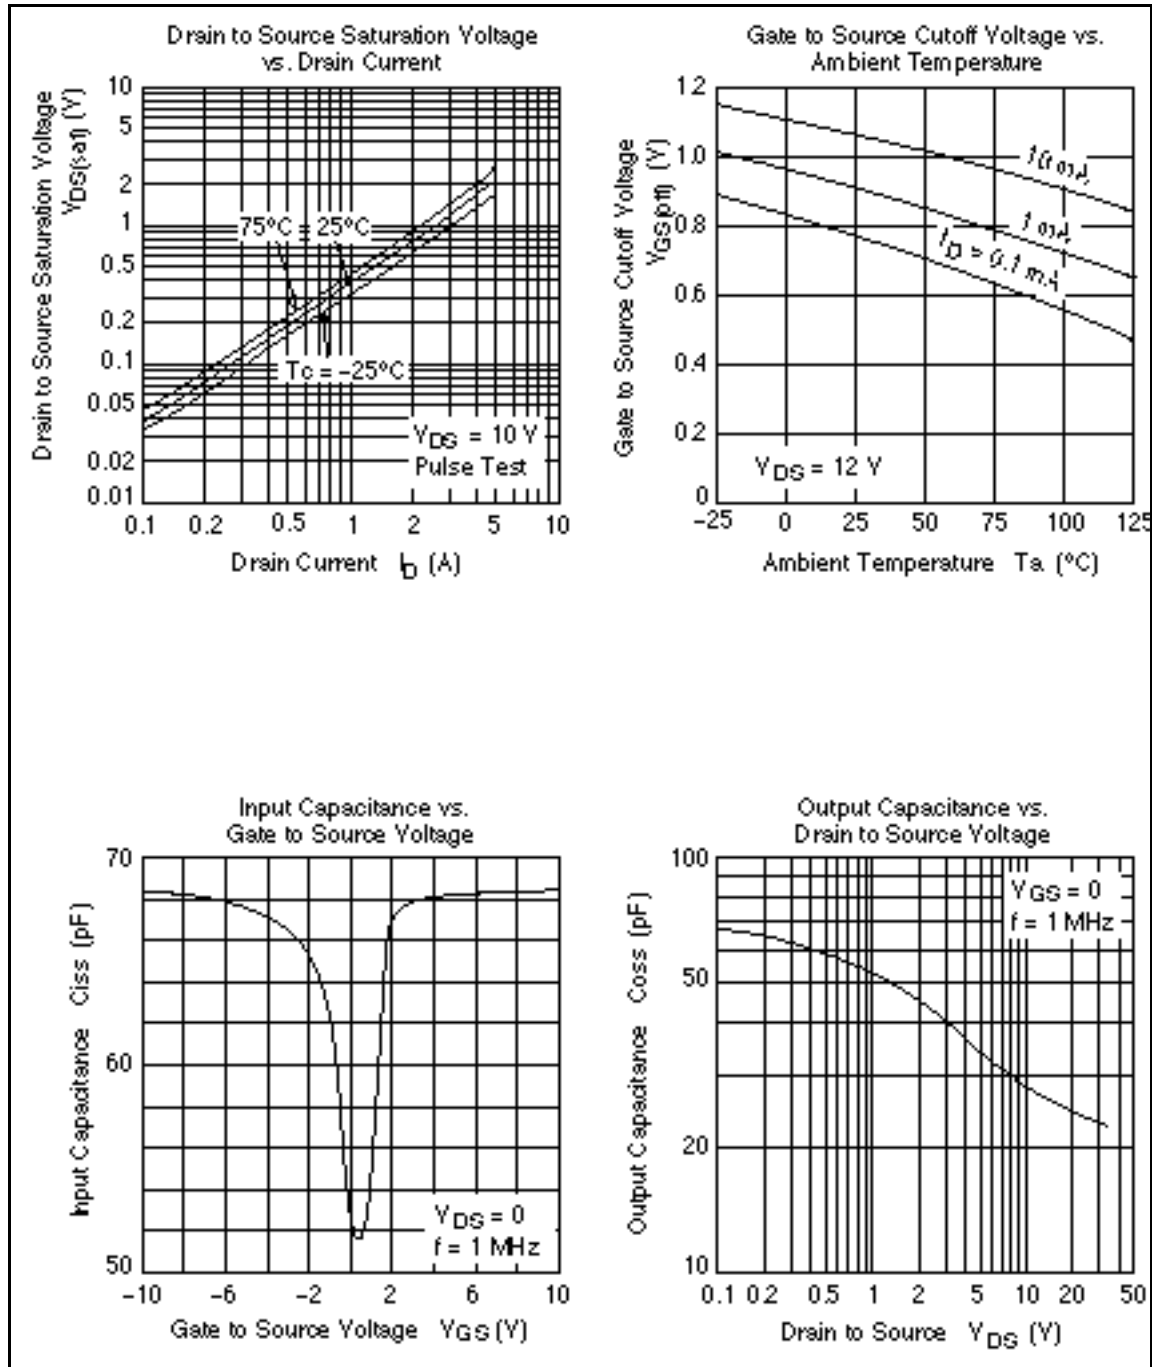 Drain to Source Saturation Voltage
vs. Drain Current
Drain to Source Saturation Voltage
VDS(sat) (V)
10
5
2
1
0.5
0.2
0.1
0.05
0.02
0.01
75°C
25°C
Tc = −25°C
VDS = 10 V
Pulse Test
0.1 0.2 0.5 1 2 5 10
Drain Current ID (A)
Gate to Source Cutoff Voltage vs.
Ambient Temperature
Gate to Source Cutoff Voltage
VGS(off) (V)
1.2
1.0
0.8
0.6
0.4
0.2
0
1 mA
ID = 0.1 mA
VDS = 12 V
−25 0 25 50 75 100 125
Ambient Temperature Ta (°C)
Input Capacitance vs.
Gate to Source Voltage
Input Capacitance Ciss (pF)
70
60
50
VDS = 0
f = 1 MHz
−10 −6 −2 2 6 10
Gate to Source Voltage VGS (V)
Output Capacitance vs.
Drain to Source Voltage
Output Capacitance Coss (pF)
100
50
20
10
VGS = 0
f = 1 MHz
0.1 0.2 0.5 1 2 5 10 20 50
Drain to Source VDS (V)